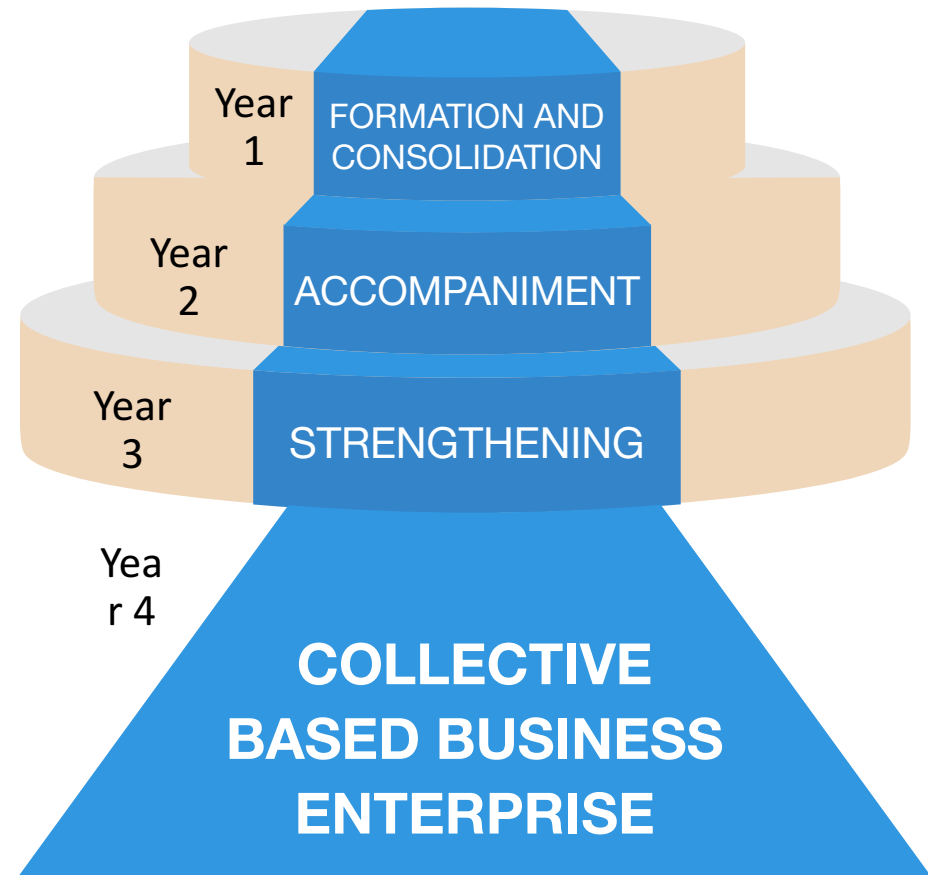 Year
1
FORMATION AND
CONSOLIDATION
Year
2
ACCOMPANIMENT
Year
3
STRENGTHENING
Yea
r 4
COLLECTIVE
BASED BUSINESS
ENTERPRISE